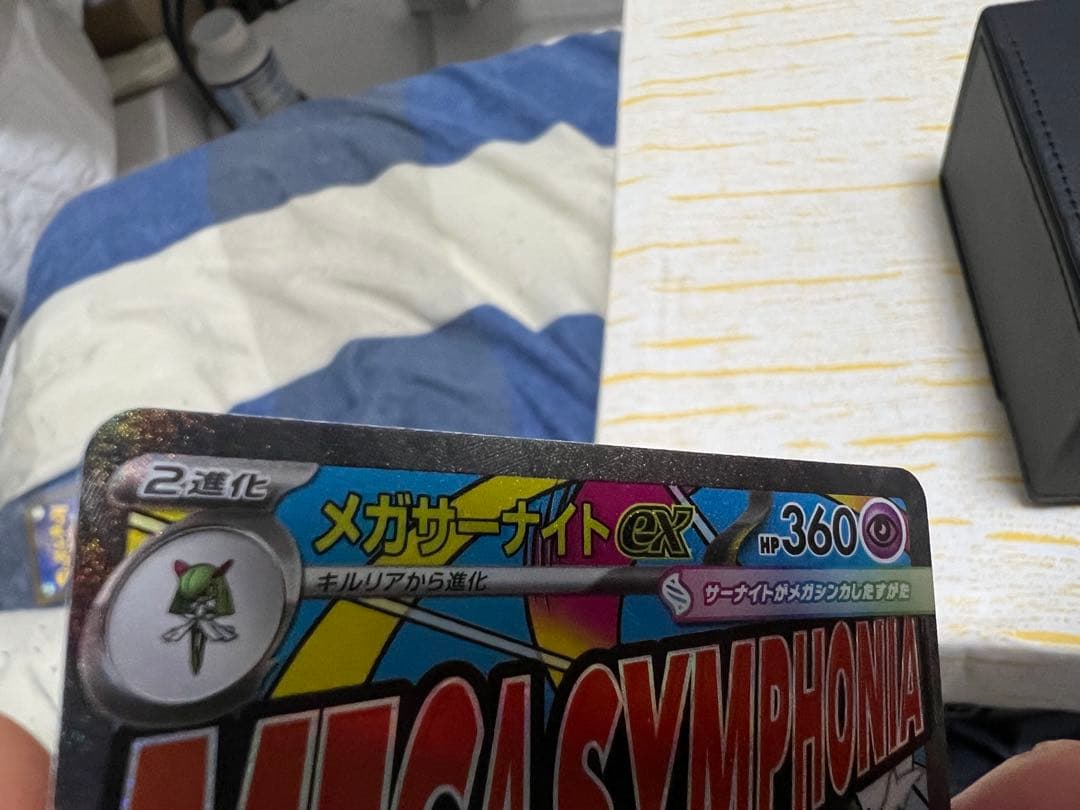 2進化
メガサーナイトex HP 360
キルリアから進化
サーナイトがメガシンカしたすがた
MEGA SYMPHONIA